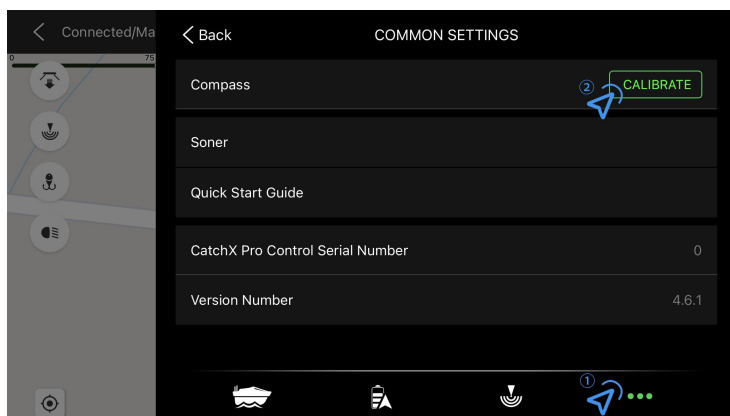 Connected/Ma
Back
COMMON SETTINGS
0 75
Compass
② CALIBRATE
Soner
Quick Start Guide
CatchX Pro Control Serial Number 0
Version Number 4.6.1
①